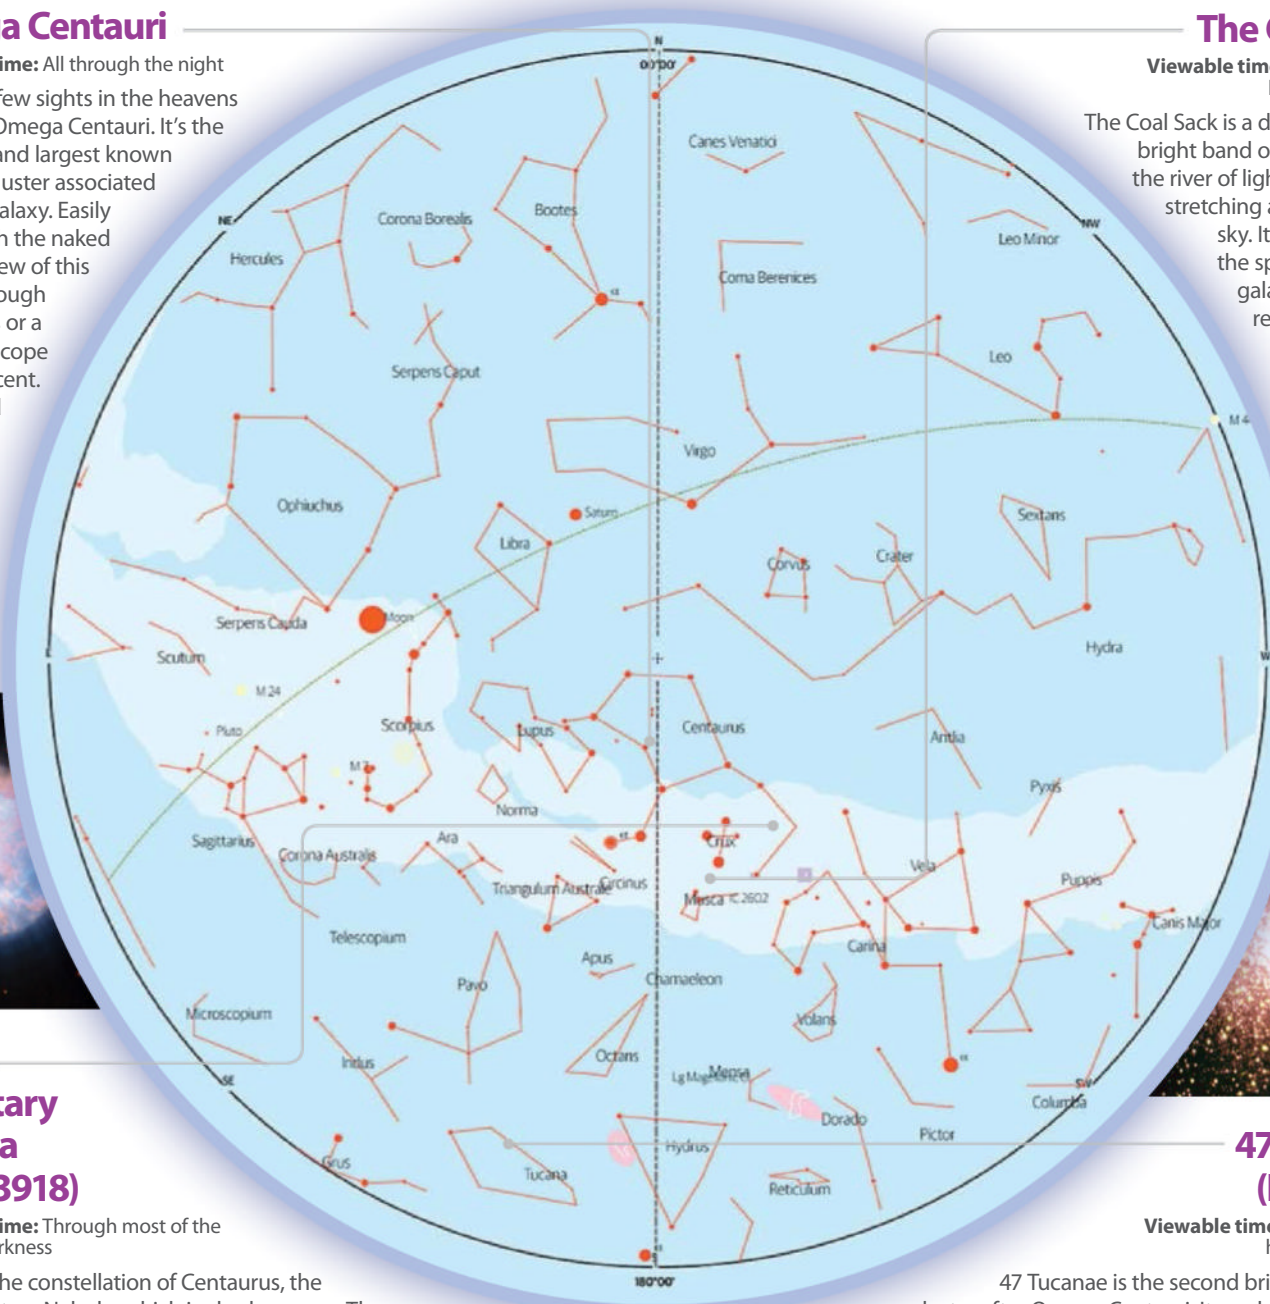 a Centauri
ime: All through the night
few sights in the heavens
Omega Centauri. It's the
and largest known
uster associated
alaxy. Easily
n the naked
ew of this
ough
or a
cope
cent.
The
Viewable time
The Coal Sack is a d
bright band o
the river of ligh
stretching a
sky. It
the sp
gala
re
N
00°00'
NE
NW
Canes Venatici
Bootes
Corona Borealis
Hercules
Leo Minor
Coma Berenices
α
Leo
Serpens Caput
M 4
Virgo
Ophiuchus
Saturn
Sextans
Libra
Corvus
Crater
Moon
Serpens Cauda
Scutum
Hydra
E
W
M 24
Pluto
Scorpius
Lupus
Centaurus
Antlia
M 7
Norma
Pyxis
Sagittarius
Ara
Corona Australis
α
Crux
Vela
Triangulum Australe
Circinus
Musca
IC 2602
Puppis
Canis Major
Telescopium
Carina
Apus
Chamaeleon
Pavo
Microscopium
Volans
Indus
Octans
α
Mensa
SE
SW
Columba
Dorado
Pictor
Hydrus
Grus
Tucana
Reticulum
α
S
180°00'
tary
a
3918)
ime: Through most of the
rkness
he constellation of Centaurus, the
47
Viewable time
h
47 Tucanae is the second bri